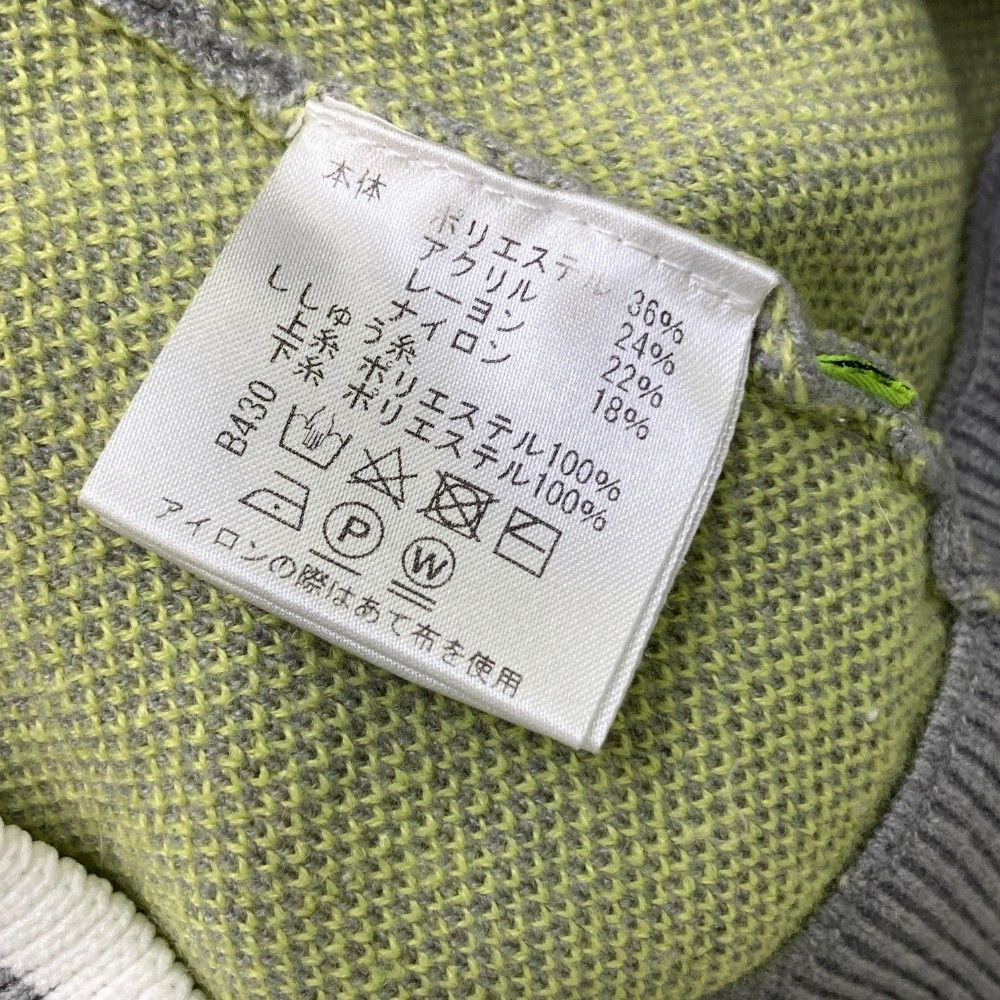 本体 ポリエステル 36%
アクリル 24%
レーヨン 22%
ナイロン 18%
ししゅう糸
上糸 ポリエステル100%
下糸 ポリエステル100%
B430
P
W
アイロンの際はあて布を使用